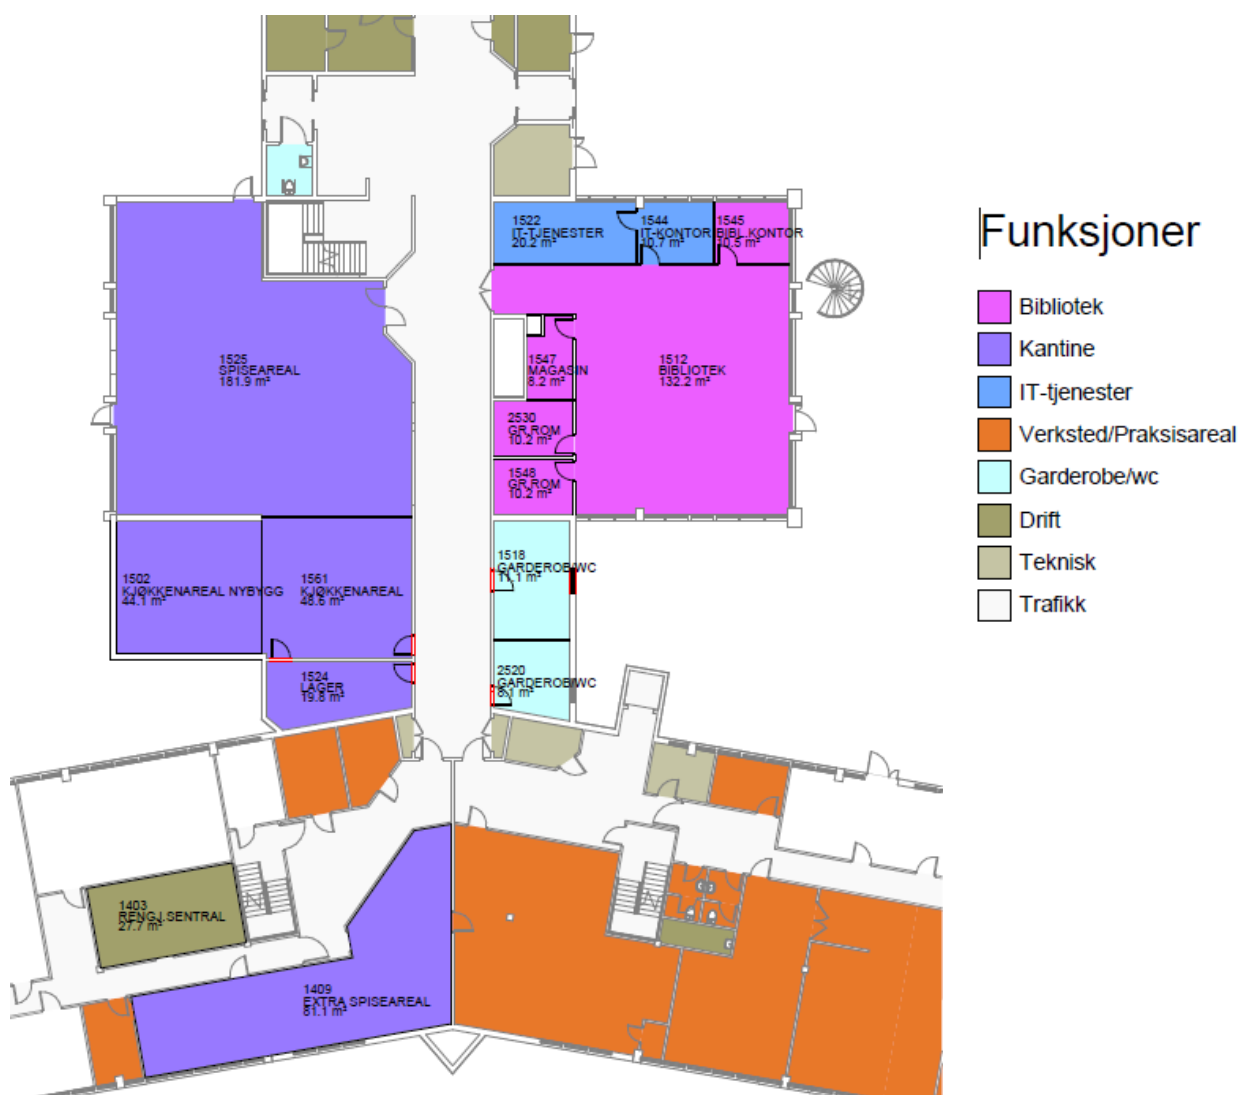 1522
IT-TJENESTER
20.2 m²
1544
IT-KONTOR
10.7 m²
1545
BIBL.KONTOR
10.5 m²
Funksjoner
Bibliotek
Kantine
IT-tjenester
Verksted/Praksisareal
Garderobe/wc
Drift
Teknisk
Trafikk
1525
SPISEAREAL
181.9 m²
1547
MAGASIN
8.2 m²
1512
BIBLIOTEK
132.2 m²
2530
GR.ROM
10.2 m²
1548
GR.ROM
10.2 m²
1502
KJØKKENAREAL NYBYGG
44.1 m²
1561
KJØKKENAREAL
48.6 m²
1518
GARDEROB/WC
11.1 m²
1524
LAGER
19.8 m²
2520
GARDEROB/WC
8.1 m²
1403
RENGJ.SENTRAL
27.7 m²
1409
EXTRA SPISEAREAL
81.1 m²